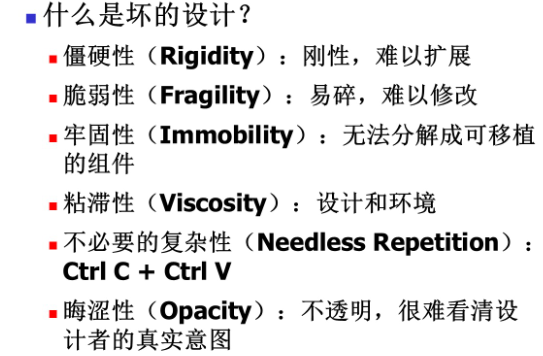 什么是坏的设计？
僵硬性（Rigidity）：刚性，难以扩展
脆弱性（Fragility）：易碎，难以修改
牢固性（Immobility）：无法分解成可移植
的组件
粘滞性（Viscosity）：设计和环境
不必要的复杂性（Needless Repetition）：
Ctrl C + Ctrl V
晦涩性（Opacity）：不透明，很难看清设
计者的真实意图